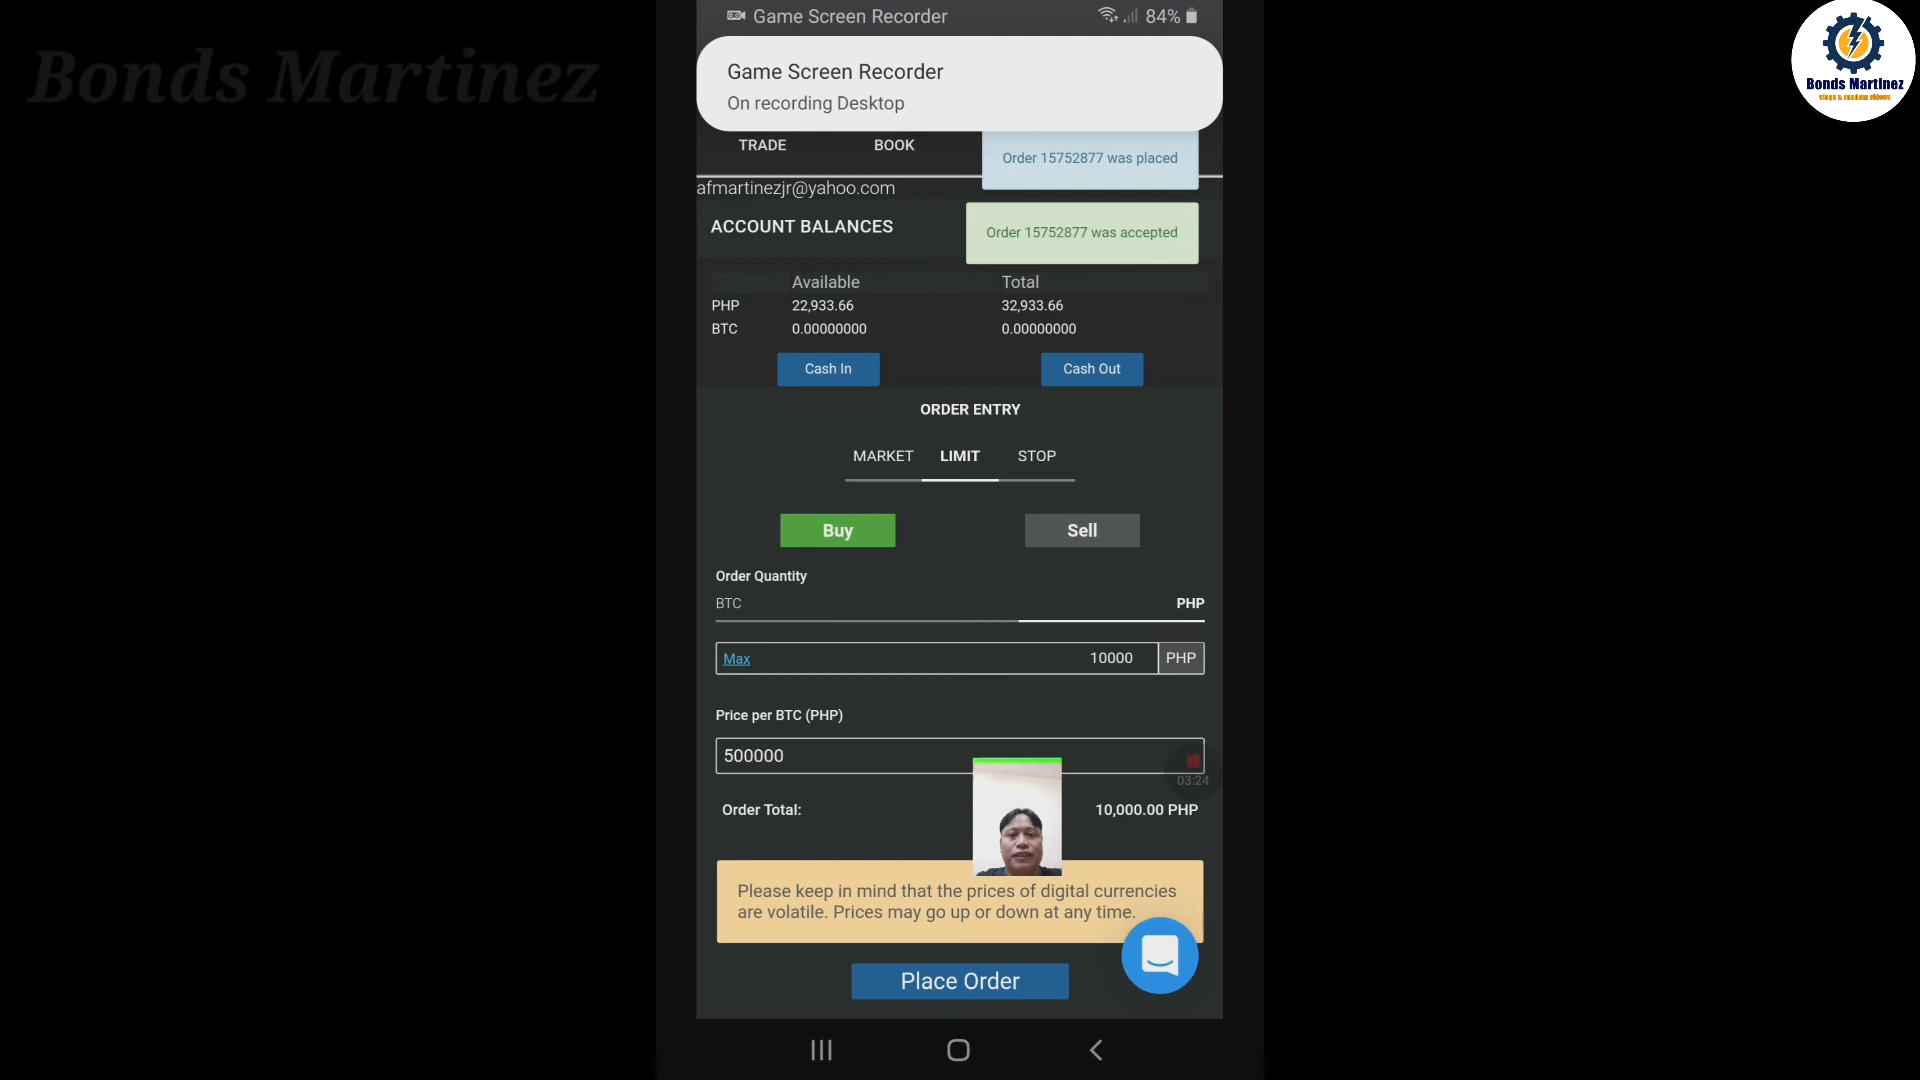 Bonds Martinez
Game Screen Recorder
84%
Game Screen Recorder
On recording Desktop
TRADE
BOOK
Order 15752877 was placed
afmartinezjr@yahoo.com
ACCOUNT BALANCES
Order 15752877 was accepted
Available Total
PHP 22,933.66 32,933.66
BTC 0.00000000 0.00000000
Cash In
Cash Out
ORDER ENTRY
MARKET LIMIT STOP
Buy
Sell
Order Quantity
BTC PHP
Max 10000 PHP
Price per BTC (PHP)
500000
03:24
Order Total: 10,000.00 PHP
Please keep in mind that the prices of digital currencies
are volatile. Prices may go up or down at any time.
Place Order
Bonds Martinez
vlogs & random videos